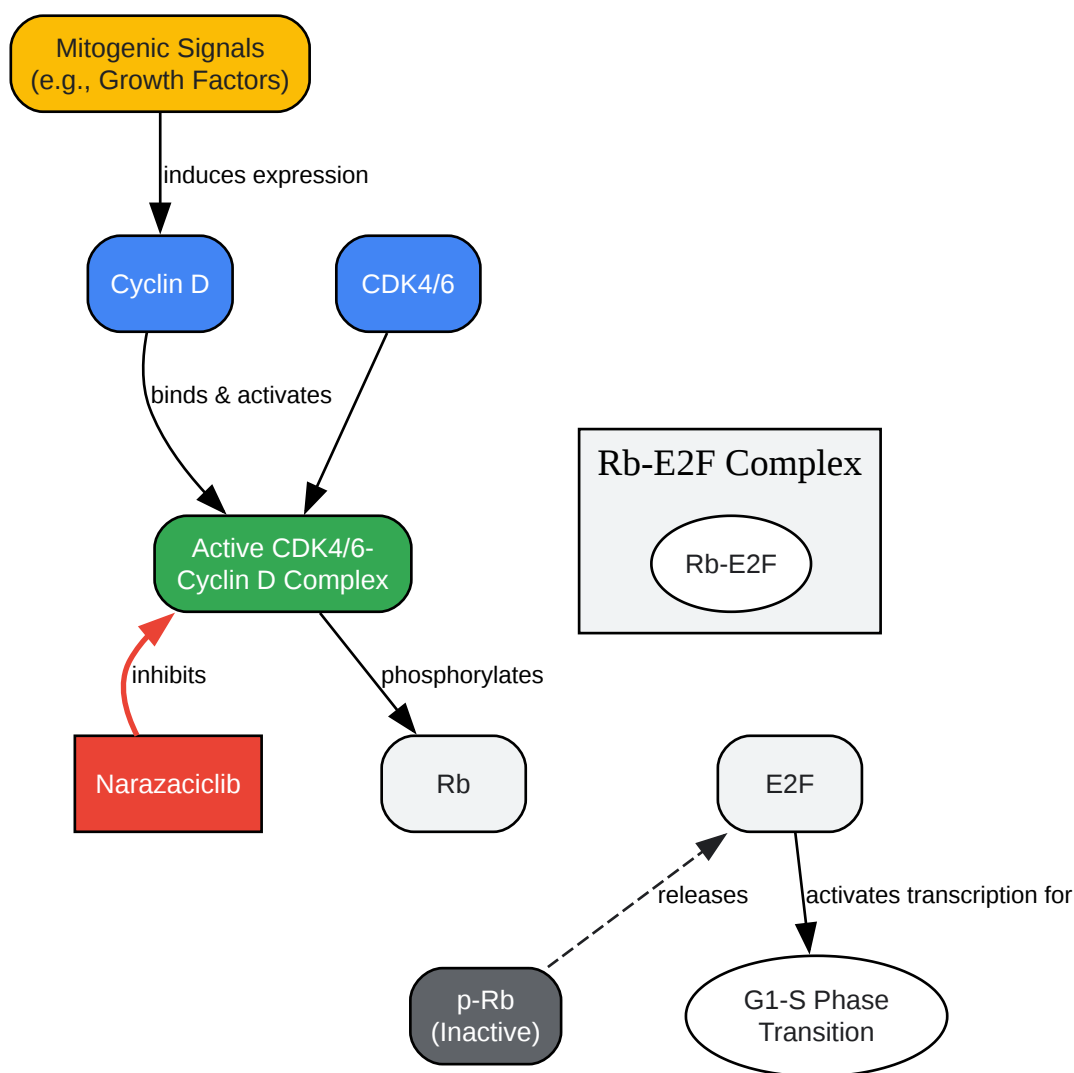 Mitogenic Signals
(e.g., Growth Factors)
induces expression
Cyclin D
CDK4/6
binds & activates
Rb-E2F Complex
Rb-E2F
Active CDK4/6-
Cyclin D Complex
inhibits
phosphorylates
Narazaciclib
Rb
E2F
releases
activates transcription for
p-Rb
(Inactive)
G1-S Phase
Transition